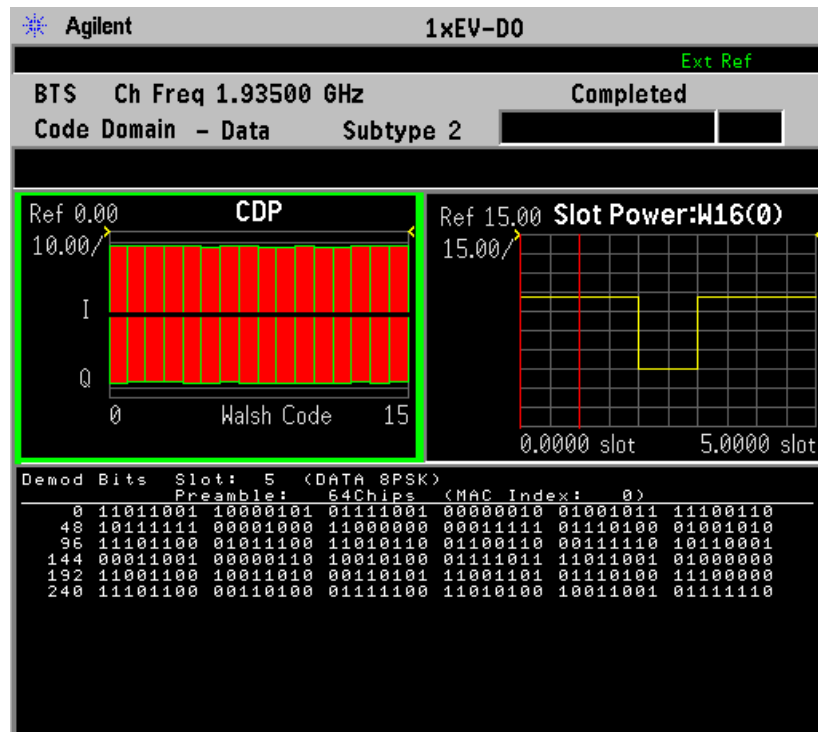 Agilent 1xEV-DO
Ext Ref
BTS Ch Freq 1.93500 GHz Completed
Code Domain - Data Subtype 2
Ref 0.00 CDP
10.00/
I
Q
0 Walsh Code 15
Ref 15.00 Slot Power:W16(0)
15.00/
0.0000 slot 5.0000 slot
Demod Bits Slot: 5 (DATA 8PSK)
Preamble: 64Chips (MAC Index: 0)
0 11011001 10000101 01111001 00000010 01001011 11100110
48 10111111 00001000 11000000 00011111 01110100 01001010
96 11101100 01011100 11010110 01100110 00111110 10110001
144 00011001 00000110 10010100 01111011 11011001 01000000
192 11001100 10011010 00110101 11001101 01110100 11100000
240 11101100 00110100 01111100 11010100 10011001 01111110